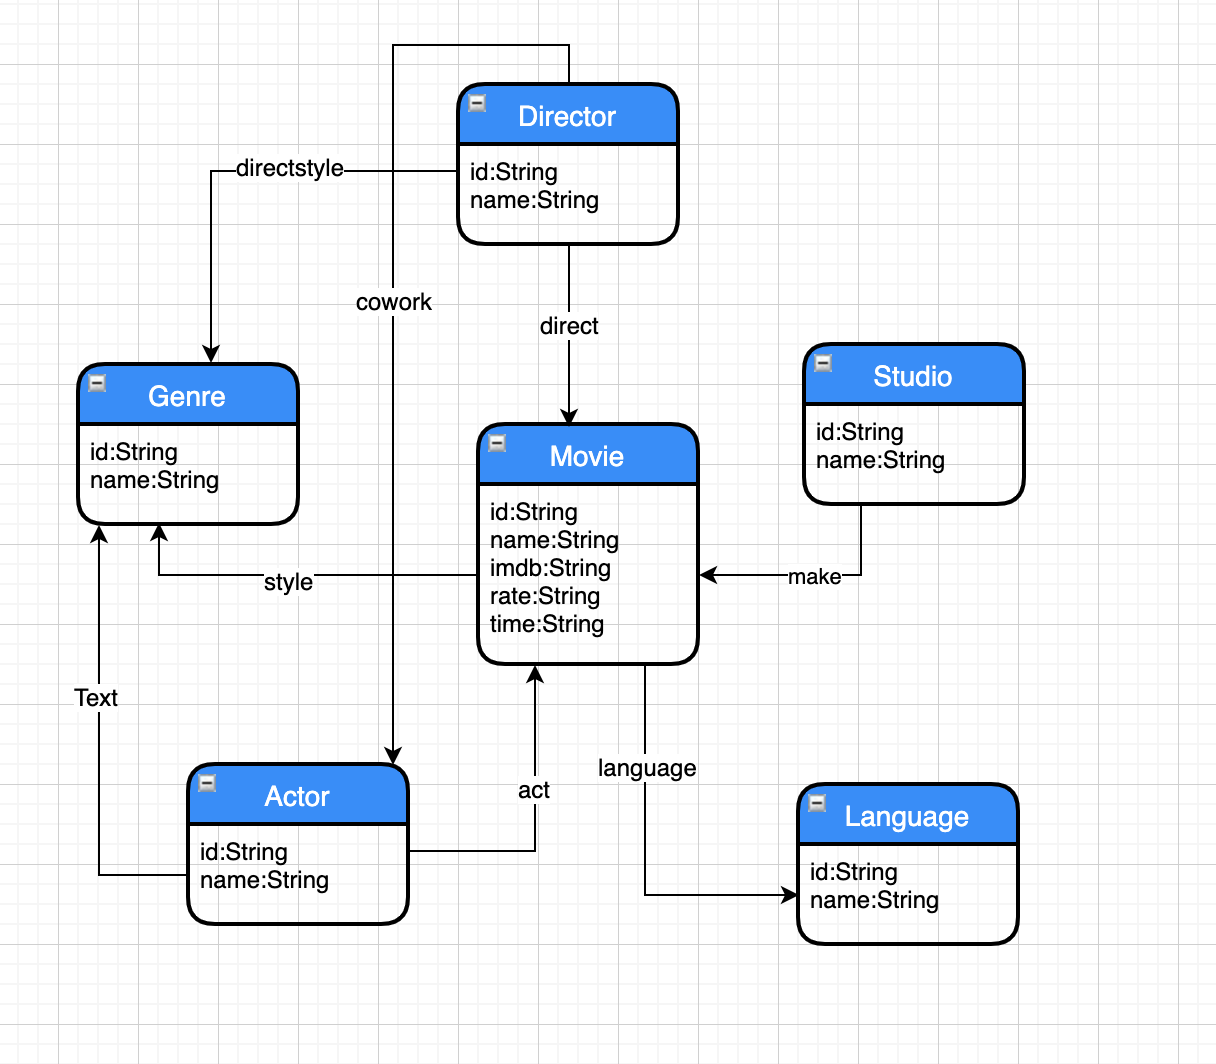 Director
id:String
name:String
directstyle
cowork
direct
Genre
id:String
name:String
Studio
id:String
name:String
Movie
id:String
name:String
imdb:String
rate:String
time:String
style
make
Text
Actor
id:String
name:String
act
language
Language
id:String
name:String